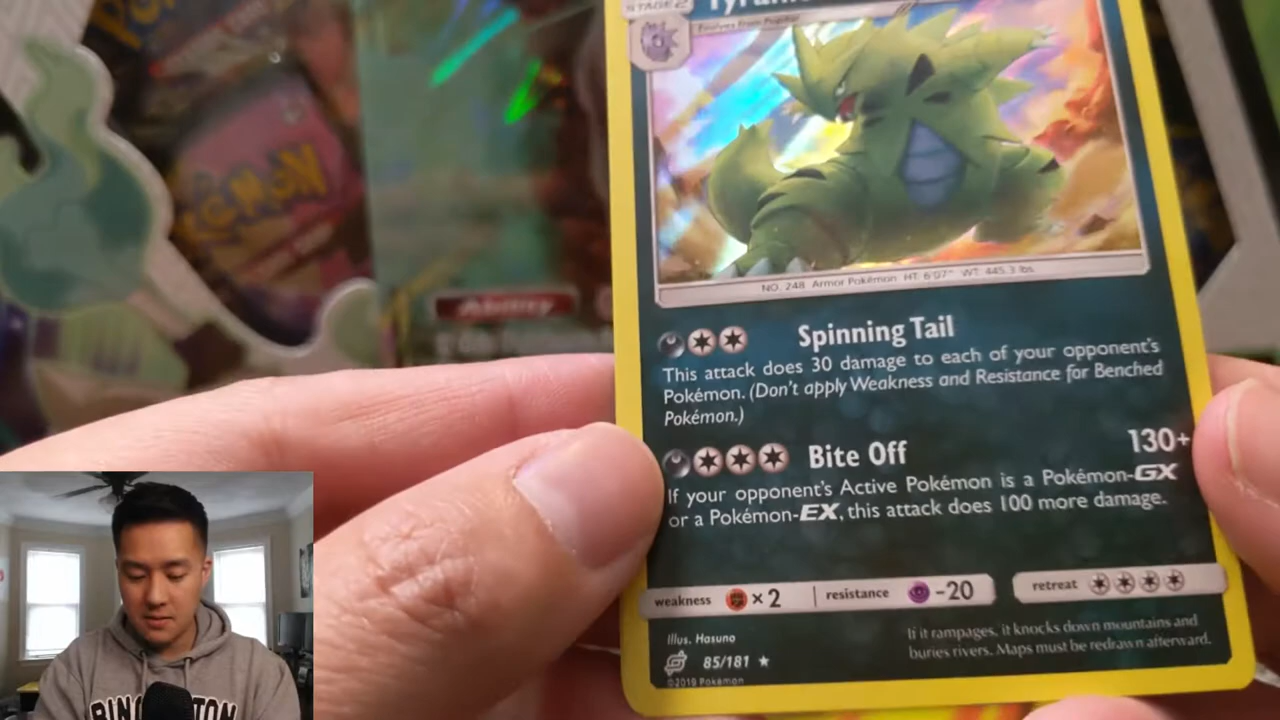 STAGE 2
Evolves from Pupitar
NO. 248 Armor Pokémon HT: 6'07" WT: 445.3 lbs.
Spinning Tail
This attack does 30 damage to each of your opponent's
Pokémon. (Don't apply Weakness and Resistance for Benched
Pokémon.)
Bite Off 130+
If your opponent's Active Pokémon is a Pokémon-GX
or a Pokémon-EX, this attack does 100 more damage.
weakness ×2 resistance -20 retreat
Illus. Hasuno
85/181 ★
©2019 Pokémon
If it rampages, it knocks down mountains and
buries rivers. Maps must be redrawn afterward.
POKéMON
Ability